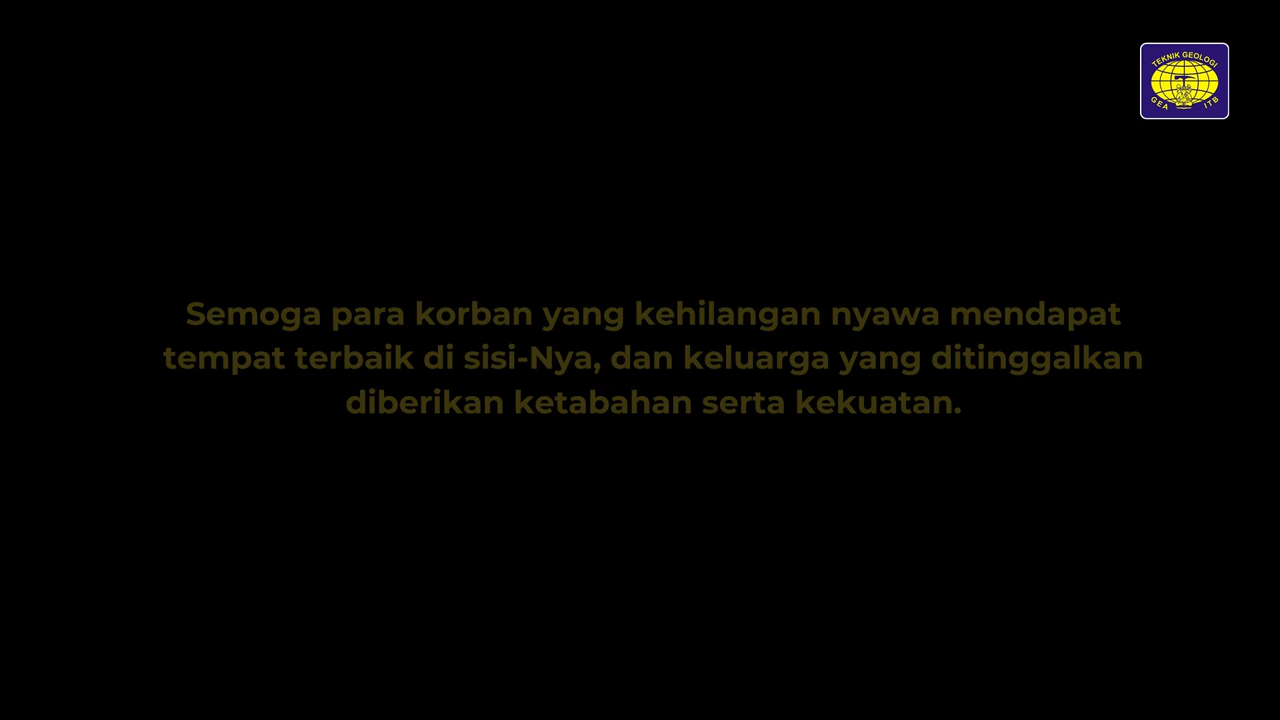 TEKNIK GEOLOGI
GEA ITB
Semoga para korban yang kehilangan nyawa mendapat
tempat terbaik di sisi-Nya, dan keluarga yang ditinggalkan
diberikan ketabahan serta kekuatan.